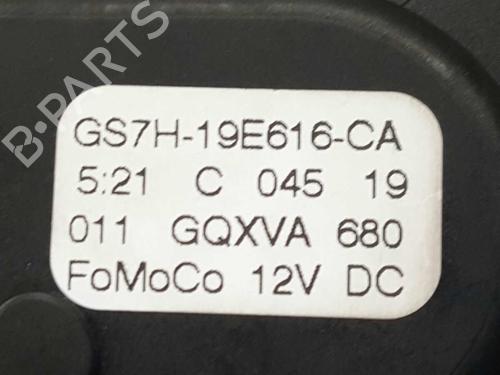 B-PARTS
GS7H-19E616-CA
5:21 C 045 19
011 GQXVA 680
FoMoCo 12V DC